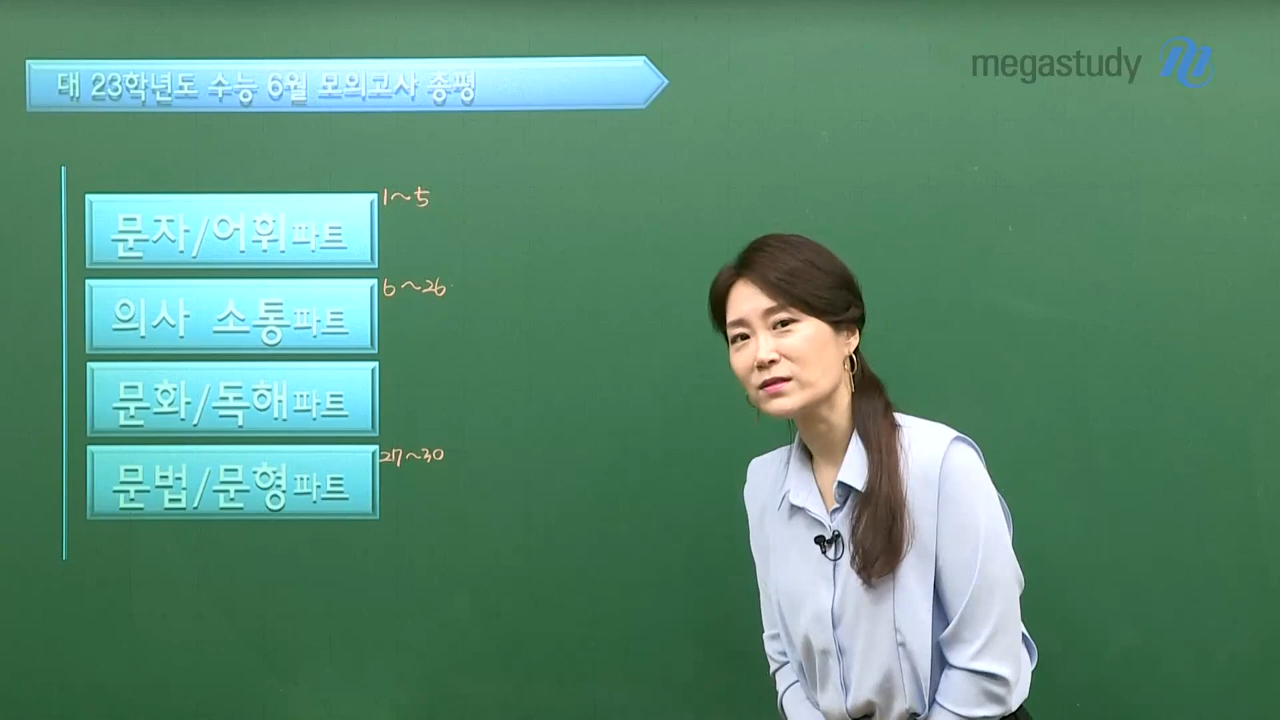 megastudy
대 23학년도 수능 6월 모의고사 총평
문자/어휘파트
1~5
의사 소통파트
6~26
문화/독해파트
문법/문형파트
27~30